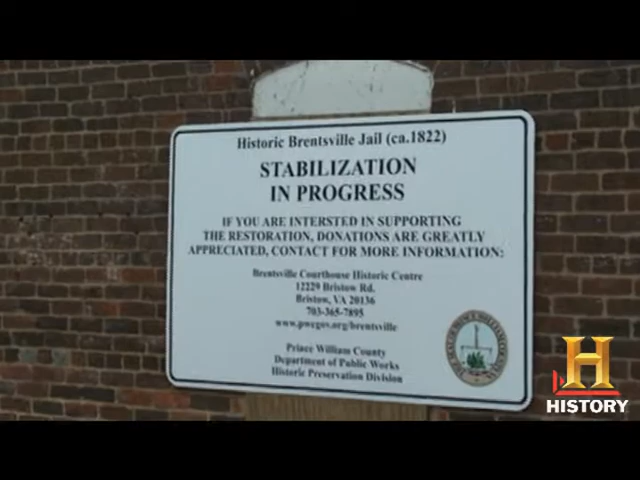 Historic Brentsville Jail (ca.1822)
STABILIZATION
IN PROGRESS
IF YOU ARE INTERSTED IN SUPPORTING
THE RESTORATION, DONATIONS ARE GREATLY
APPRECIATED, CONTACT FOR MORE INFORMATION:
Brentsville Courthouse Historic Centre
12229 Bristow Rd.
Bristow, VA 20136
703-365-7895
www.pwcgov.org/brentsville
Prince William County
Department of Public Works
Historic Preservation Division
H
HISTORY